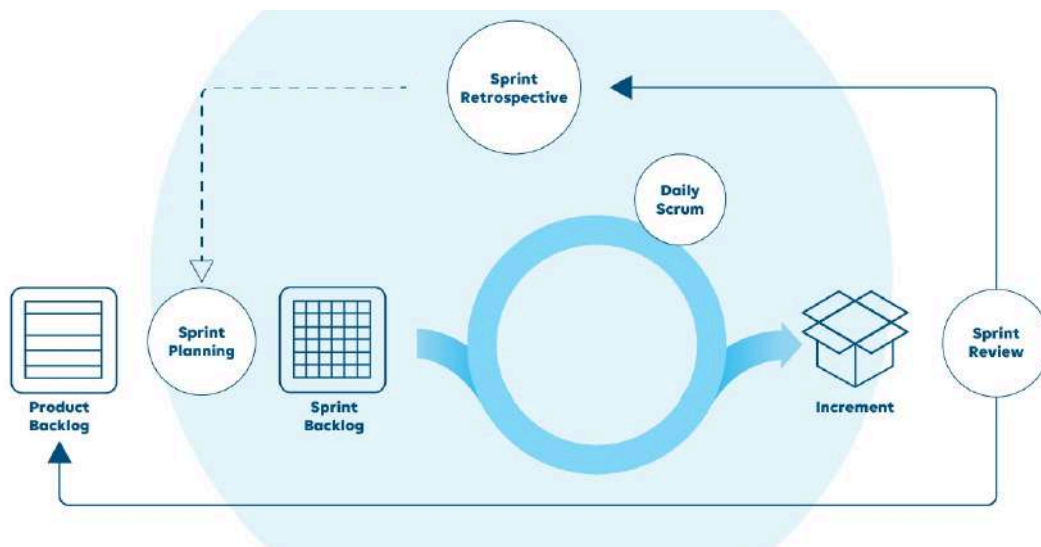 Sprint
Retrospective
Daily
Scrum
Sprint
Planning
Sprint
Review
Product
Backlog
Sprint
Backlog
Increment